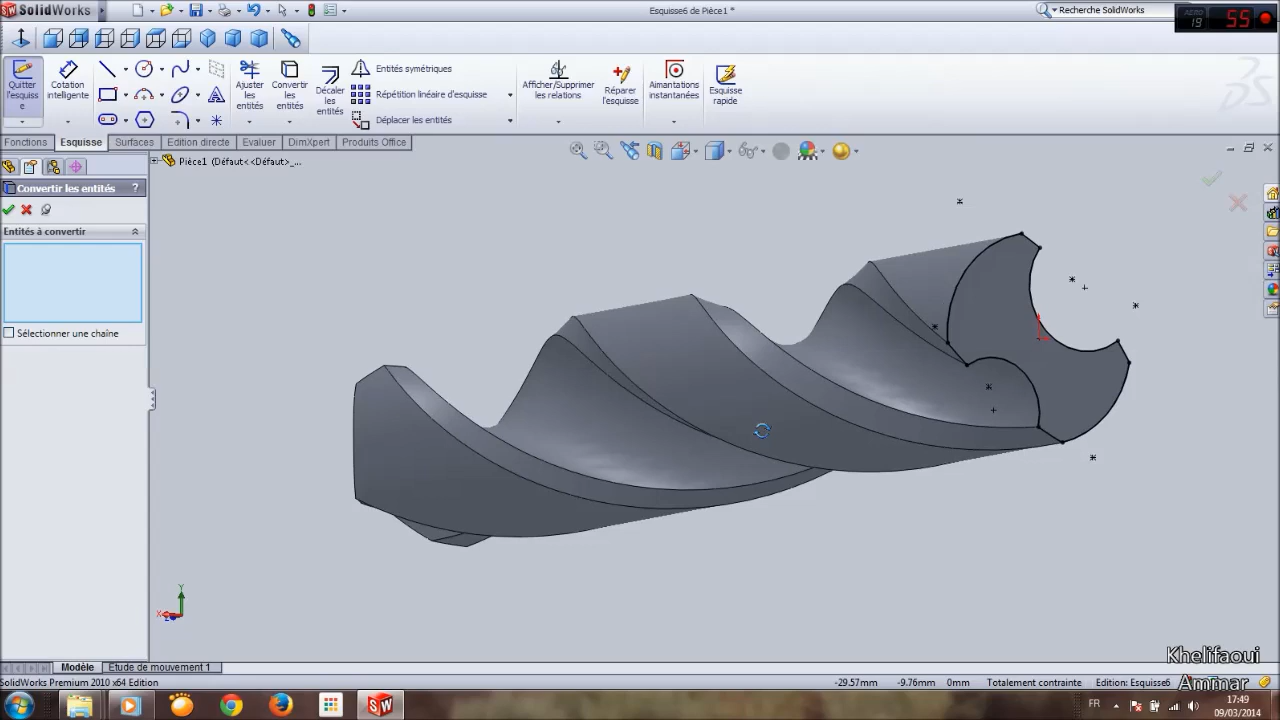 SolidWorks
Esquisse6 de Pièce1 *
Recherche SolidWorks
AERO
19
55
Quitter
l'esquiss
e
Cotation
intelligente
Ajuster
les
entités
Convertir
les
entités
Décaler
les
entités
Entités symétriques
Répétition linéaire d'esquisse
Déplacer les entités
Afficher/Supprimer
les relations
Réparer
l'esquisse
Aimantations
instantanées
Esquisse
rapide
Fonctions
Esquisse
Surfaces
Edition directe
Evaluer
DimXpert
Produits Office
Pièce1 (Défaut<<Défaut>_...
Convertir les entités
?
Entités à convertir
Sélectionner une chaîne
Y
X
Z
Khelifaoui
Modèle
Etude de mouvement 1
SolidWorks Premium 2010 x64 Edition
-29.57mm
-9.76mm
Totalement contrainte
Edition: Esquisse6
Ammar
FR
17:49
09/03/2014